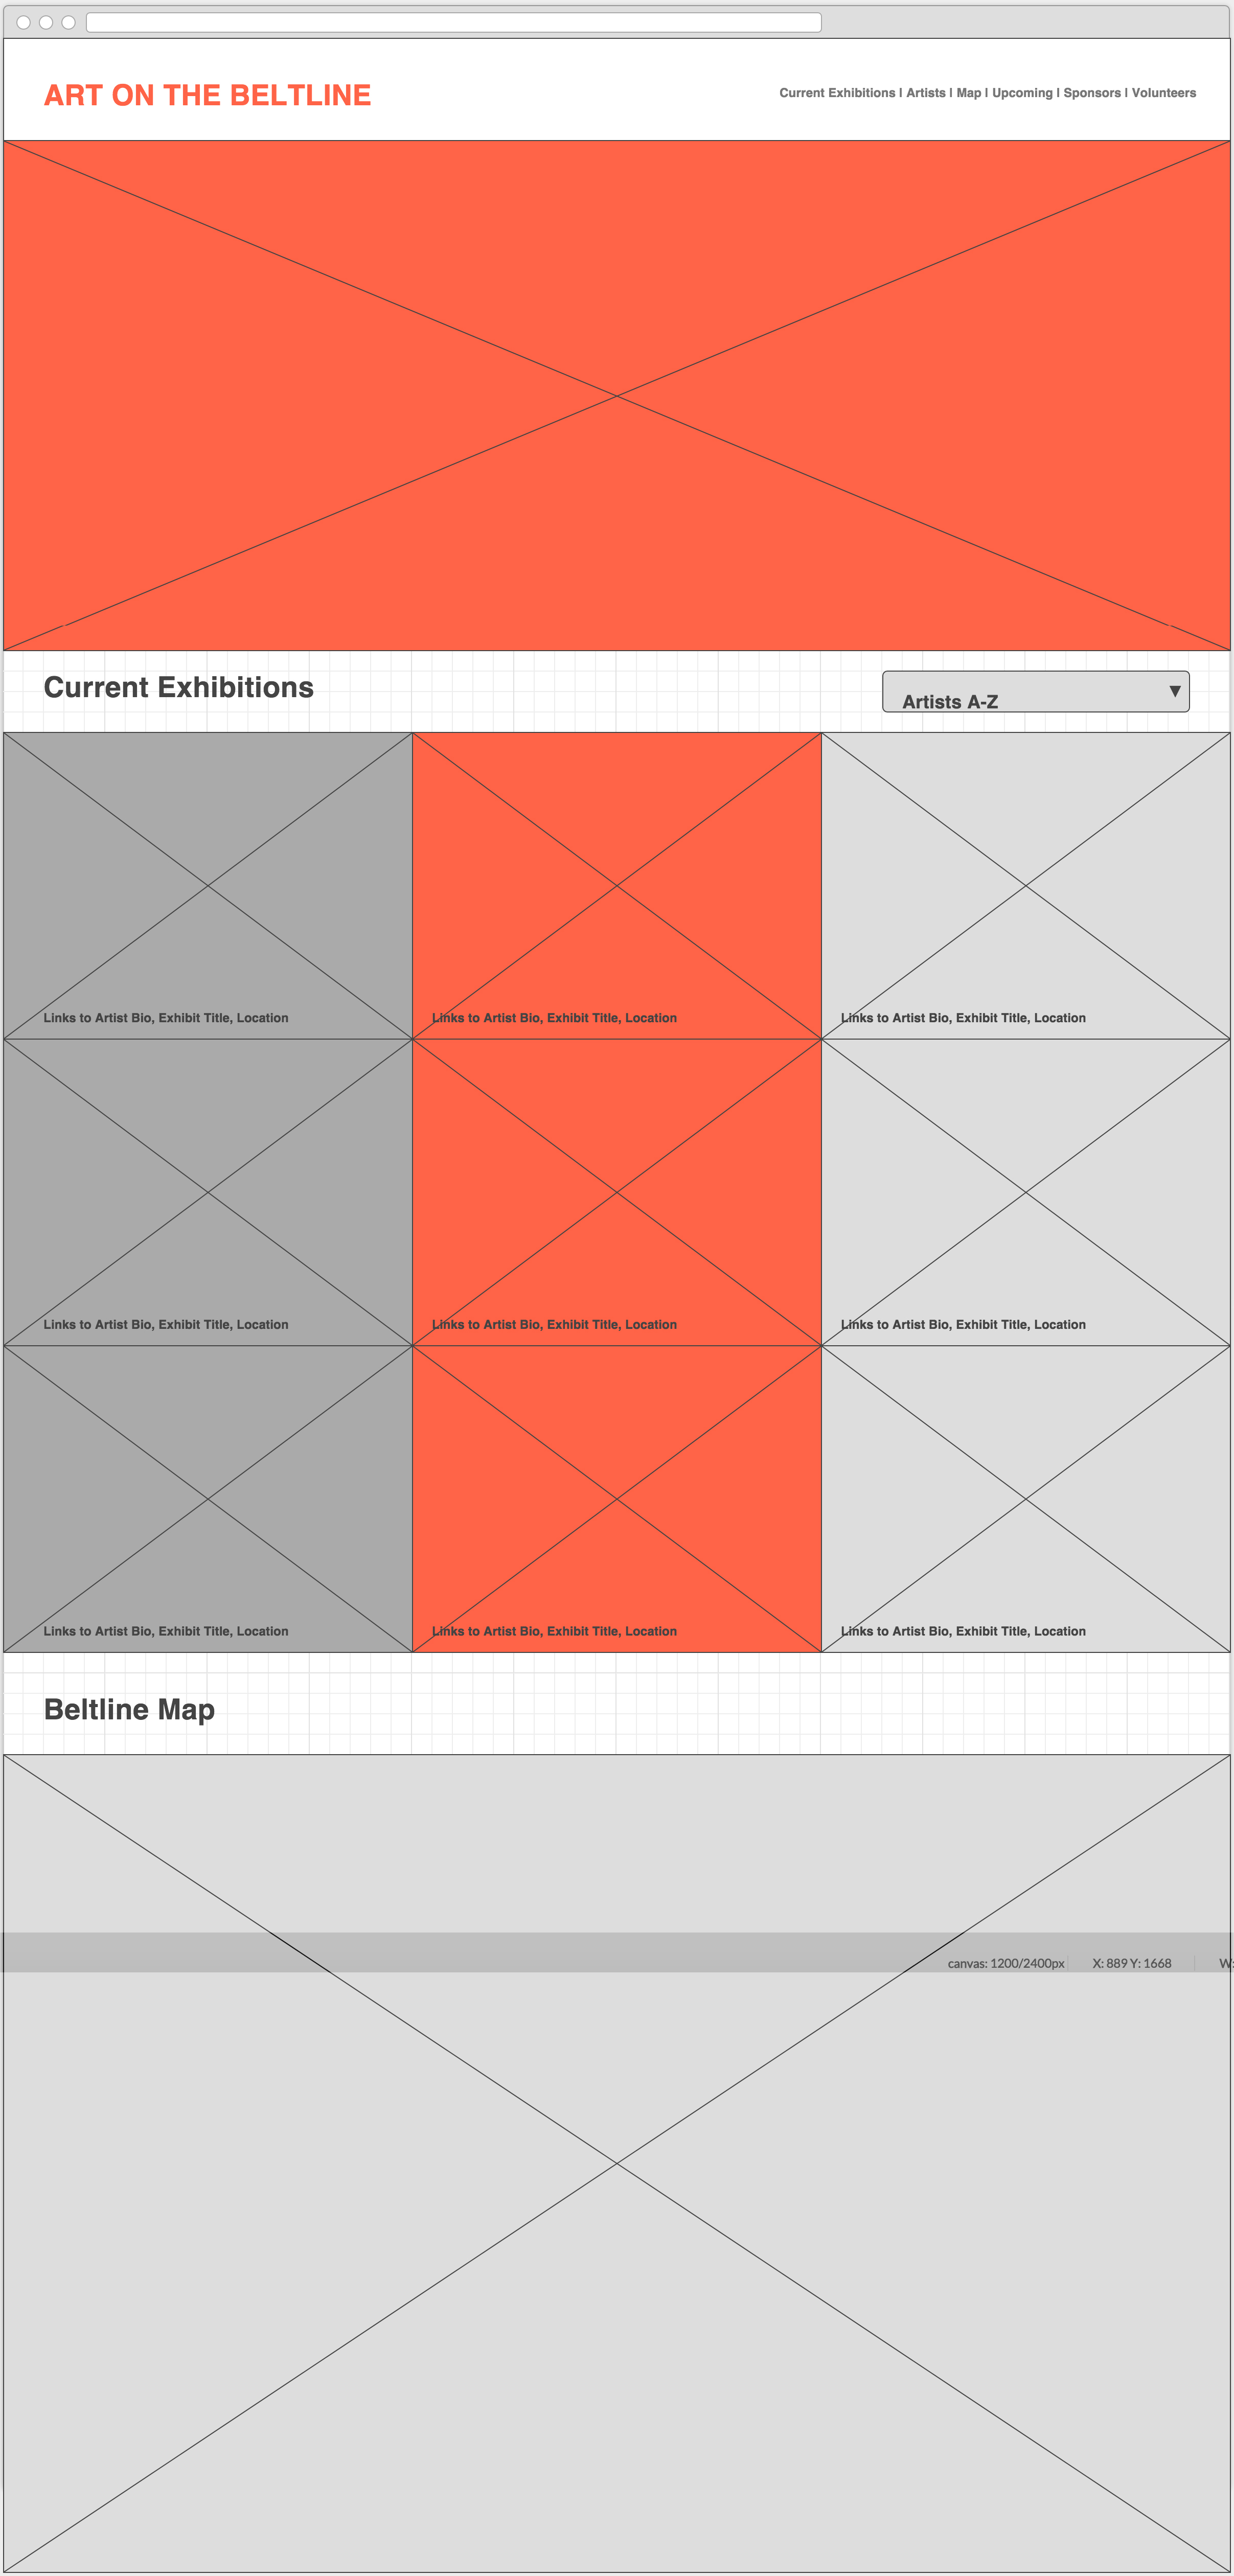 ART ON THE BELTLINE
Current Exhibitions | Artists | Map | Upcoming | Sponsors | Volunteers
Current Exhibitions
Artists A-Z
Links to Artist Bio, Exhibit Title, Location
Links to Artist Bio, Exhibit Title, Location
Links to Artist Bio, Exhibit Title, Location
Links to Artist Bio, Exhibit Title, Location
Links to Artist Bio, Exhibit Title, Location
Links to Artist Bio, Exhibit Title, Location
Links to Artist Bio, Exhibit Title, Location
Links to Artist Bio, Exhibit Title, Location
Links to Artist Bio, Exhibit Title, Location
Beltline Map
canvas: 1200/2400px X: 889 Y: 1668 W: